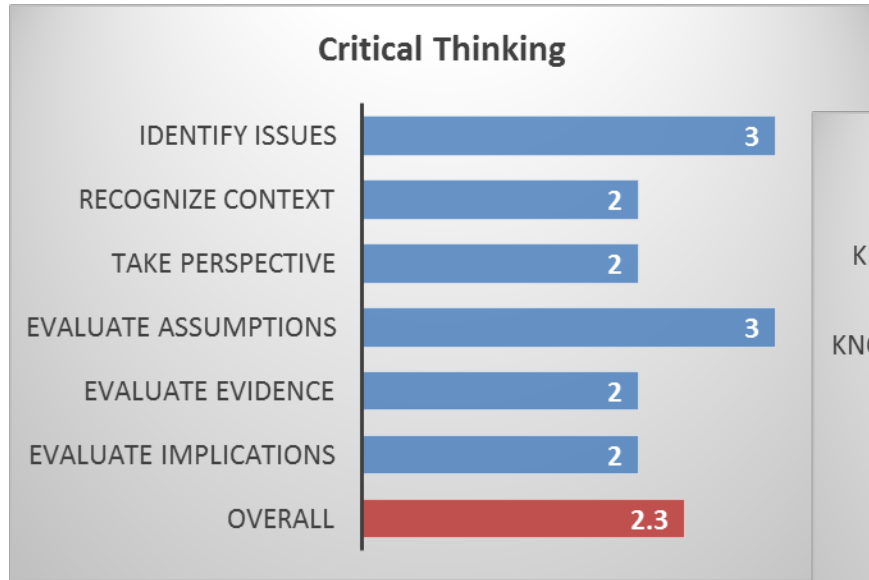 Critical Thinking
IDENTIFY ISSUES 3
RECOGNIZE CONTEXT 2
TAKE PERSPECTIVE 2
EVALUATE ASSUMPTIONS 3
EVALUATE EVIDENCE 2
EVALUATE IMPLICATIONS 2
OVERALL 2.3